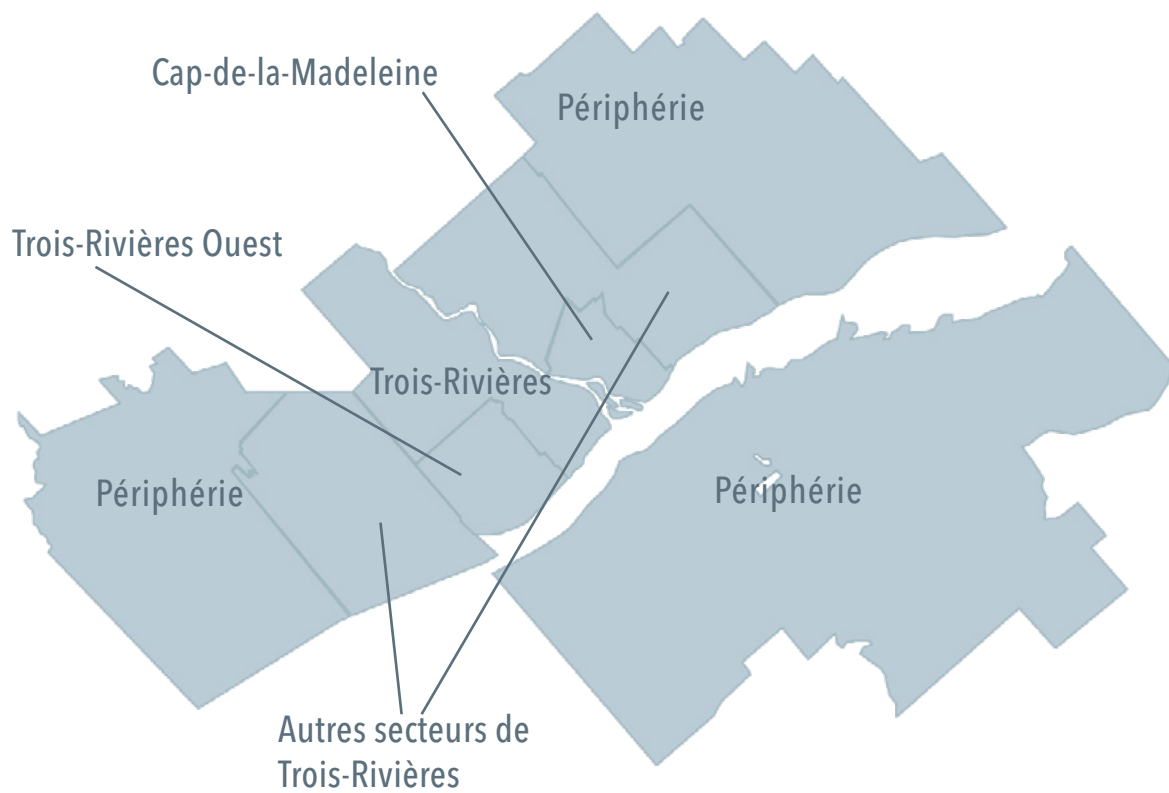 Cap-de-la-Madeleine
Périphérie
Trois-Rivières Ouest
Trois-Rivières
Périphérie
Périphérie
Autres secteurs de
Trois-Rivières